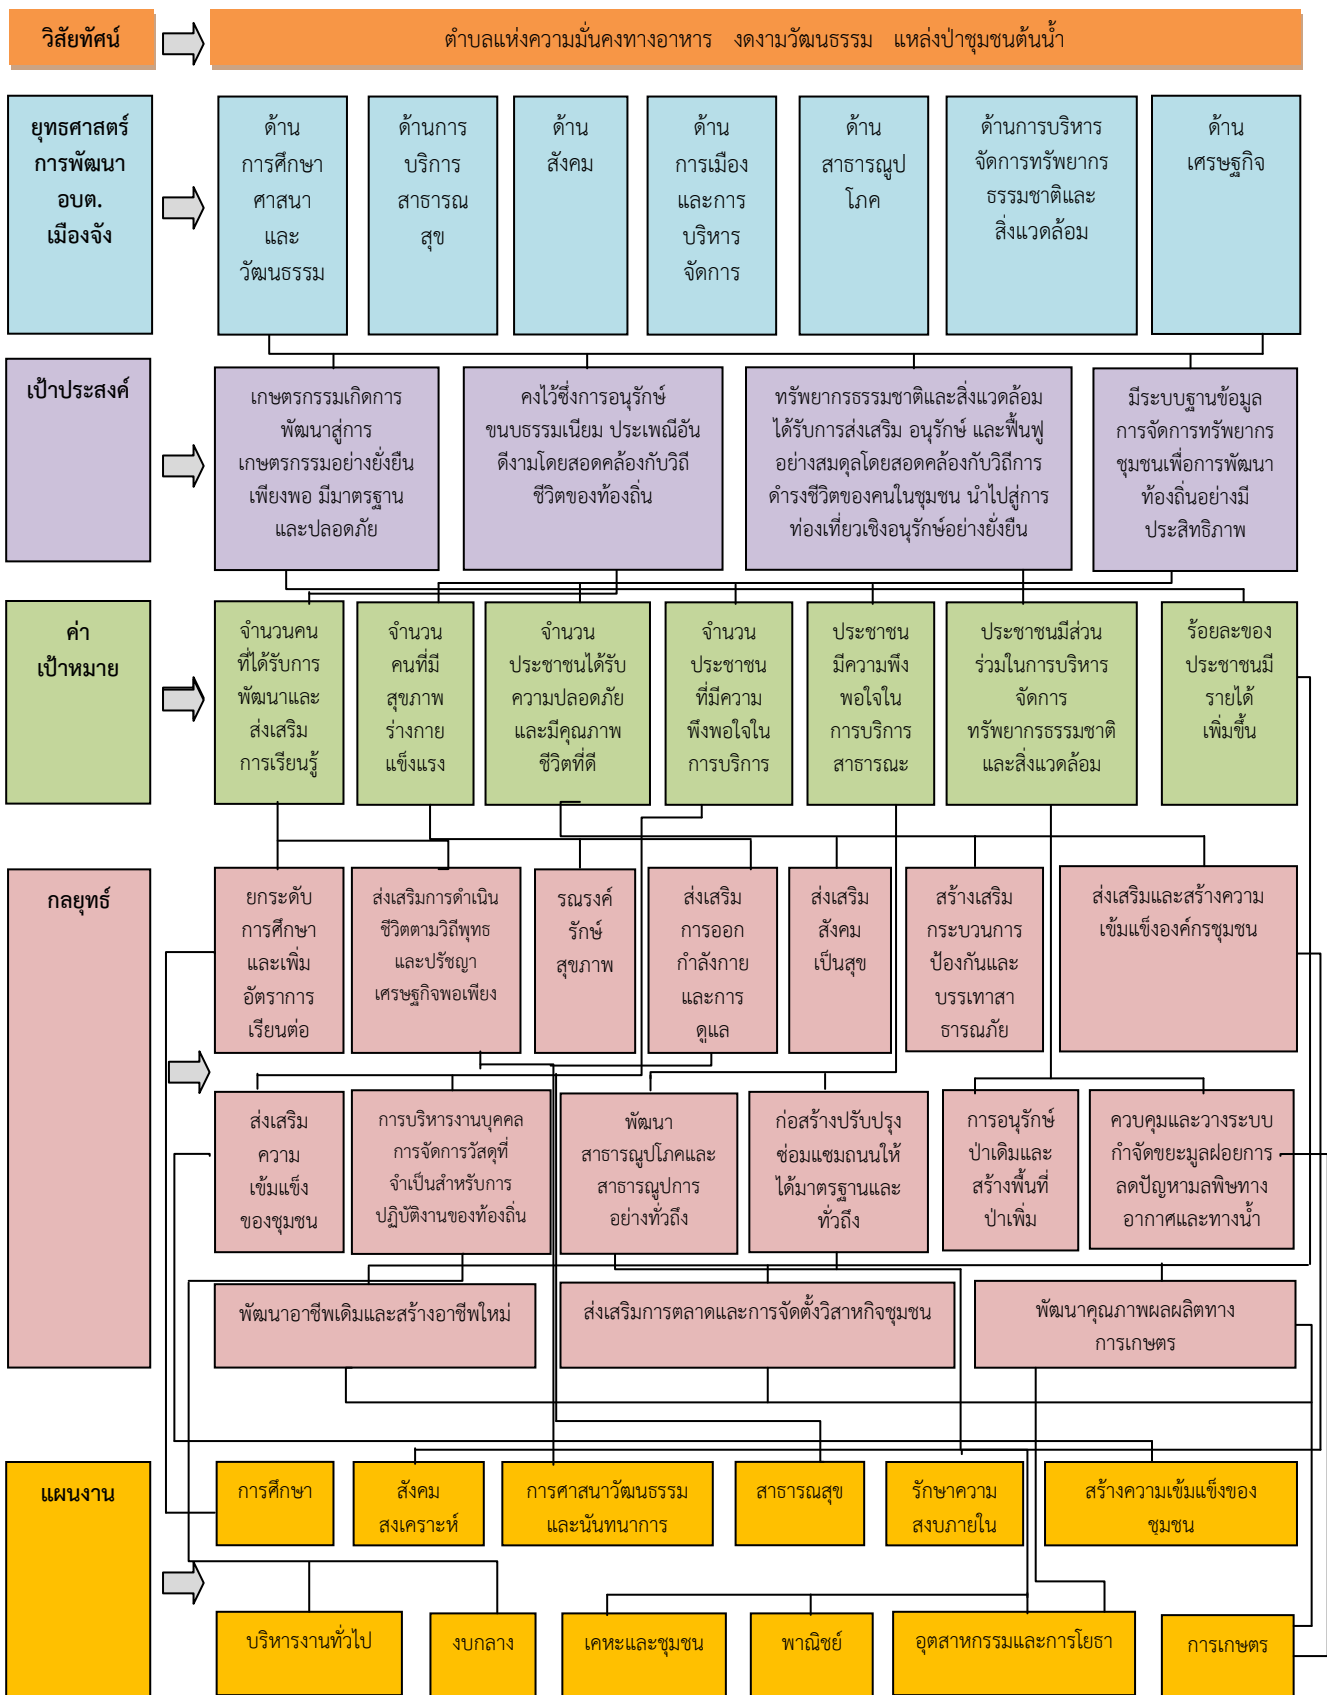 วิสัยทัศน์
ตำบลแห่งความมั่นคงทางอาหาร งดงามวัฒนธรรม แหล่งป่าชุมชนต้นน้ำ
ยุทธศาสตร์
การพัฒนา
อบต.
เมืองจัง
ด้าน
การศึกษา
ศาสนา
และ
วัฒนธรรม
ด้านการ
บริการ
สาธารณ
สุข
ด้าน
สังคม
ด้าน
การเมือง
และการ
บริหาร
จัดการ
ด้าน
สาธารณูป
โภค
ด้านการบริหาร
จัดการทรัพยากร
ธรรมชาติและ
สิ่งแวดล้อม
ด้าน
เศรษฐกิจ
เป้าประสงค์
เกษตรกรรมเกิดการ
พัฒนาสู่การ
เกษตรกรรมอย่างยั่งยืน
เพียงพอ มีมาตรฐาน
และปลอดภัย
คงไว้ซึ่งการอนุรักษ์
ขนบธรรมเนียม ประเพณีอัน
ดีงามโดยสอดคล้องกับวิถี
ชีวิตของท้องถิ่น
ทรัพยากรธรรมชาติและสิ่งแวดล้อม
ได้รับการส่งเสริม อนุรักษ์ และฟื้นฟู
อย่างสมดุลโดยสอดคล้องกับวิถีการ
ดำรงชีวิตของคนในชุมชน นำไปสู่การ
ท่องเที่ยวเชิงอนุรักษ์อย่างยั่งยืน
มีระบบฐานข้อมูล
การจัดการทรัพยากร
ชุมชนเพื่อการพัฒนา
ท้องถิ่นอย่างมี
ประสิทธิภาพ
ค่า
เป้าหมาย
จำนวนคน
ที่ได้รับการ
พัฒนาและ
ส่งเสริม
การเรียนรู้
จำนวน
คนที่มี
สุขภาพ
ร่างกาย
แข็งแรง
จำนวน
ประชาชนได้รับ
ความปลอดภัย
และมีคุณภาพ
ชีวิตที่ดี
จำนวน
ประชาชน
ที่มีความ
พึงพอใจใน
การบริการ
ประชาชน
มีความพึง
พอใจใน
การบริการ
สาธารณะ
ประชาชนมีส่วน
ร่วมในการบริหาร
จัดการ
ทรัพยากรธรรมชาติ
และสิ่งแวดล้อม
ร้อยละของ
ประชาชนมี
รายได้
เพิ่มขึ้น
กลยุทธ์
ยกระดับ
การศึกษา
และเพิ่ม
อัตราการ
เรียนต่อ
ส่งเสริมการดำเนิน
ชีวิตตามวิถีพุทธ
และปรัชญา
เศรษฐกิจพอเพียง
รณรงค์
รักษ์
สุขภาพ
ส่งเสริม
การออก
กำลังกาย
และการ
ดูแล
ส่งเสริม
สังคม
เป็นสุข
สร้างเสริม
กระบวนการ
ป้องกันและ
บรรเทาสา
ธารณภัย
ส่งเสริมและสร้างความ
เข้มแข็งองค์กรชุมชน
ส่งเสริม
ความ
เข้มแข็ง
ของชุมชน
การบริหารงานบุคคล
การจัดการวัสดุที่
จำเป็นสำหรับการ
ปฏิบัติงานของท้องถิ่น
พัฒนา
สาธารณูปโภคและ
สาธารณูปการ
อย่างทั่วถึง
ก่อสร้างปรับปรุง
ซ่อมแซมถนนให้
ได้มาตรฐานและ
ทั่วถึง
การอนุรักษ์
ป่าเดิมและ
สร้างพื้นที่
ป่าเพิ่ม
ควบคุมและวางระบบ
กำจัดขยะมูลฝอยการ
ลดปัญหามลพิษทาง
อากาศและทางน้ำ
พัฒนาอาชีพเดิมและสร้างอาชีพใหม่
ส่งเสริมการตลาดและการจัดตั้งวิสาหกิจชุมชน
พัฒนาคุณภาพผลผลิตทาง
การเกษตร
แผนงาน
การศึกษา
สังคม
สงเคราะห์
การศาสนาวัฒนธรรม
และนันทนาการ
สาธารณสุข
รักษาความ
สงบภายใน
สร้างความเข้มแข็งของ
ชุมชน
บริหารงานทั่วไป
งบกลาง
เคหะและชุมชน
พาณิชย์
อุตสาหกรรมและการโยธา
การเกษตร